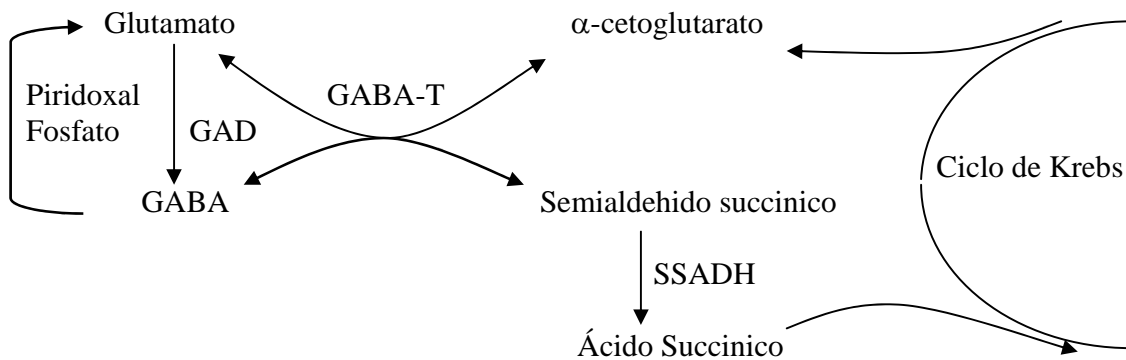 Glutamato
α-cetoglutarato
Piridoxal
Fosfato
GABA-T
GAD
Ciclo de Krebs
GABA
Semialdehido succinico
SSADH
Ácido Succinico